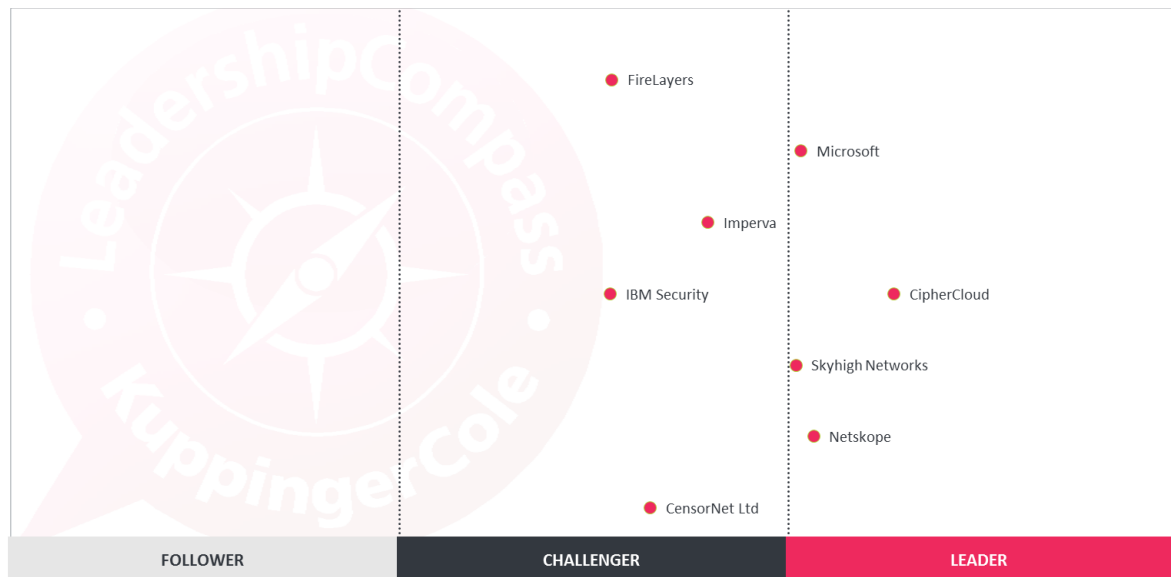 LeadershipCompass
KuppingerCole
FireLayers
Microsoft
Imperva
IBM Security
CipherCloud
Skyhigh Networks
Netskope
CensorNet Ltd
FOLLOWER
CHALLENGER
LEADER